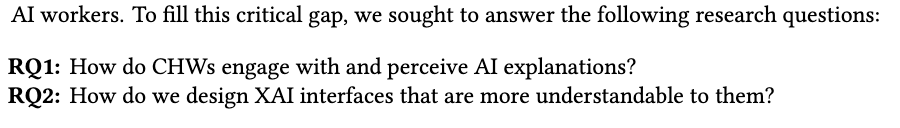 AI workers. To fill this critical gap, we sought to answer the following research questions:
RQ1: How do CHWs engage with and perceive AI explanations?
RQ2: How do we design XAI interfaces that are more understandable to them?